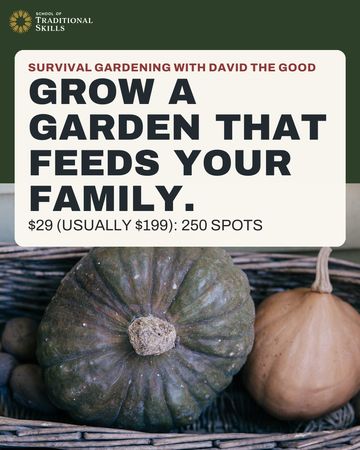 SCHOOL OF
TRADITIONAL
SKILLS
SURVIVAL GARDENING WITH DAVID THE GOOD
GROW A
GARDEN THAT
FEEDS YOUR
FAMILY.
$29 (USUALLY $199): 250 SPOTS